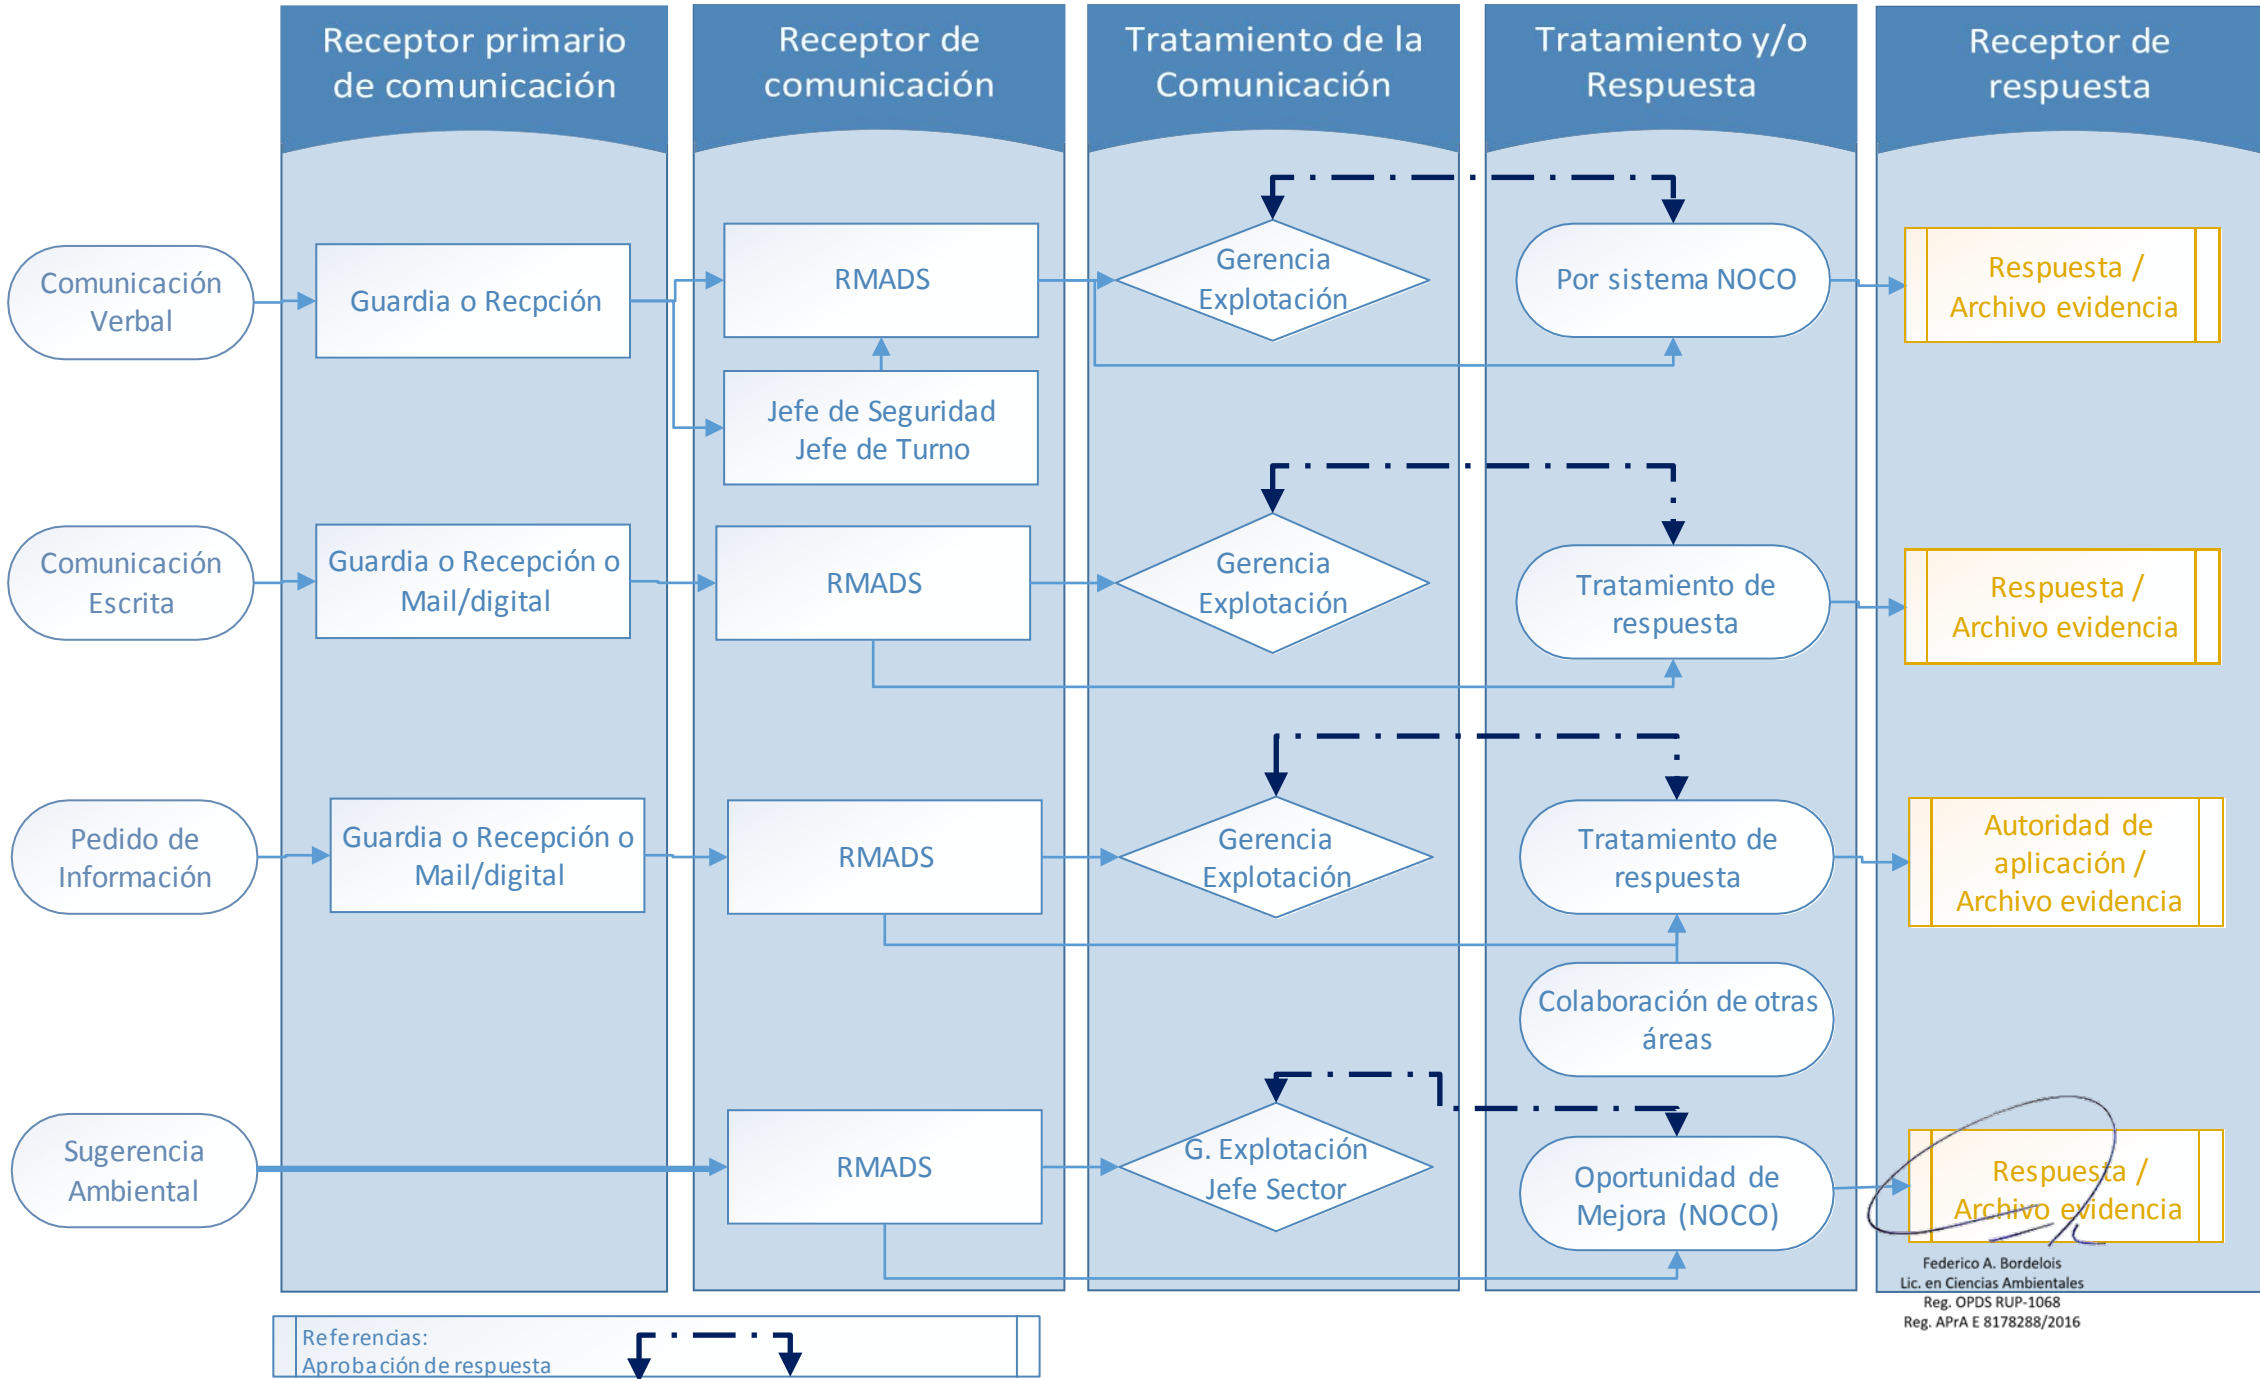 Receptor primario
de comunicación
Receptor de
comunicación
Tratamiento de la
Comunicación
Tratamiento y/o
Respuesta
Receptor de
respuesta
Comunicación
Verbal
Guardia o Recpción
RMADS
Jefe de Seguridad
Jefe de Turno
Gerencia
Explotación
Por sistema NOCO
Respuesta /
Archivo evidencia
Comunicación
Escrita
Guardia o Recepción o
Mail/digital
RMADS
Gerencia
Explotación
Tratamiento de
respuesta
Respuesta /
Archivo evidencia
Pedido de
Información
Guardia o Recepción o
Mail/digital
RMADS
Gerencia
Explotación
Tratamiento de
respuesta
Colaboración de otras
áreas
Autoridad de
aplicación /
Archivo evidencia
Sugerencia
Ambiental
RMADS
G. Explotación
Jefe Sector
Oportunidad de
Mejora (NOCO)
Respuesta /
Archivo evidencia
Federico A. Bordelois
Lic. en Ciencias Ambientales
Reg. OPDS RUP-1068
Reg. APrA E 8178288/2016
Referencias:
Aprobación de respuesta